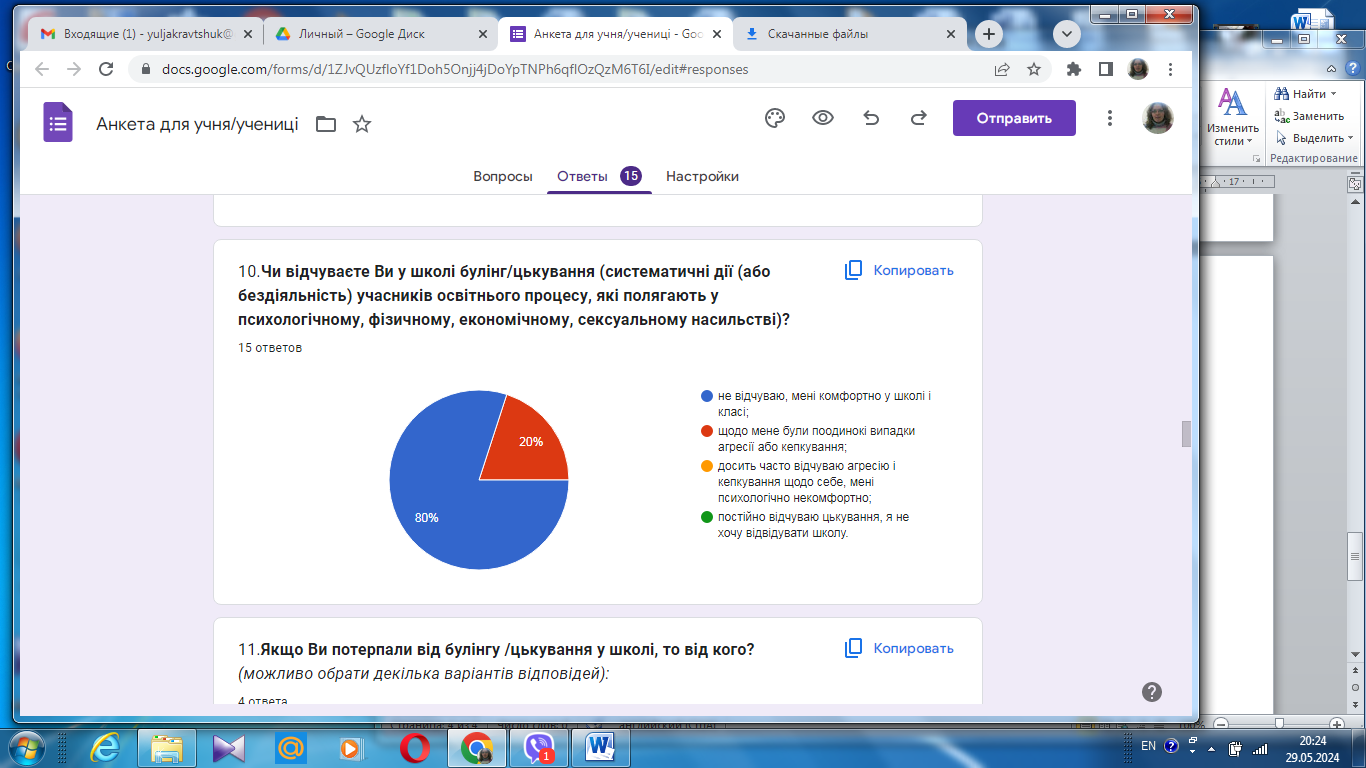 Входящие (1) - yuljakravtshuk@
Личный – Google Диск
Анкета для учня/учениці - Goo
Скачанные файлы
docs.google.com/forms/d/1ZJvQUzfIoYf1Doh5Onjj4jDoYpTNPh6qfIOzQzM6T6I/edit#responses
Анкета для учня/учениці
Отправить
Вопросы
Ответы 15
Настройки
10.Чи відчуваєте Ви у школі булінг/цькування (систематичні дії (або
бездіяльність) учасників освітнього процесу, які полягають у
психологічному, фізичному, економічному, сексуальному насильстві)?
Копировать
15 ответов
20%
80%
не відчуваю, мені комфортно у школі і
класі;
щодо мене були поодинокі випадки
агресії або кепкування;
досить часто відчуваю агресію і
кепкування щодо себе, мені
психологічно некомфортно;
постійно відчуваю цькування, я не
хочу відвідувати школу.
11.Якщо Ви потерпали від булінгу /цькування у школі, то від кого?
(можливо обрати декілька варіантів відповідей):
Копировать
4 ответа
Найти
Заменить
Выделить
Изменить
стили
Редактирование
17
EN
1
20:24
29.05.2024